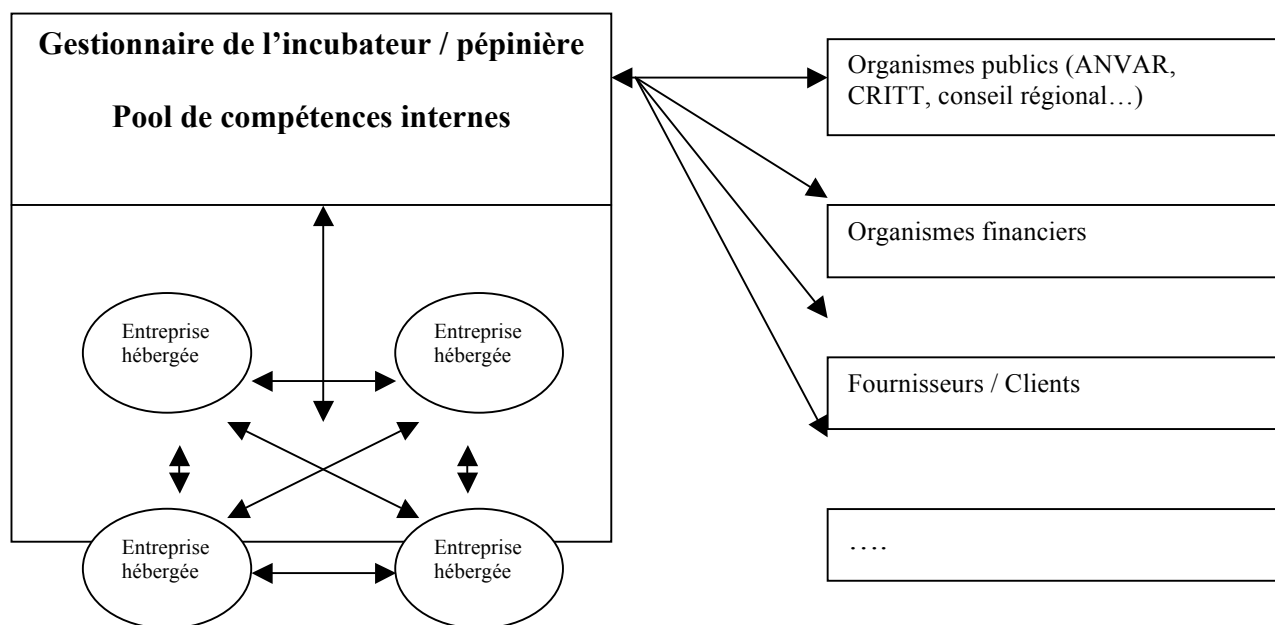 Gestionnaire de l’incubateur / pépinière
Pool de compétences internes
Organismes publics (ANVAR,
CRITT, conseil régional…)
Organismes financiers
Fournisseurs / Clients
….
Entreprise
hébergée
Entreprise
hébergée
Entreprise
hébergée
Entreprise
hébergée